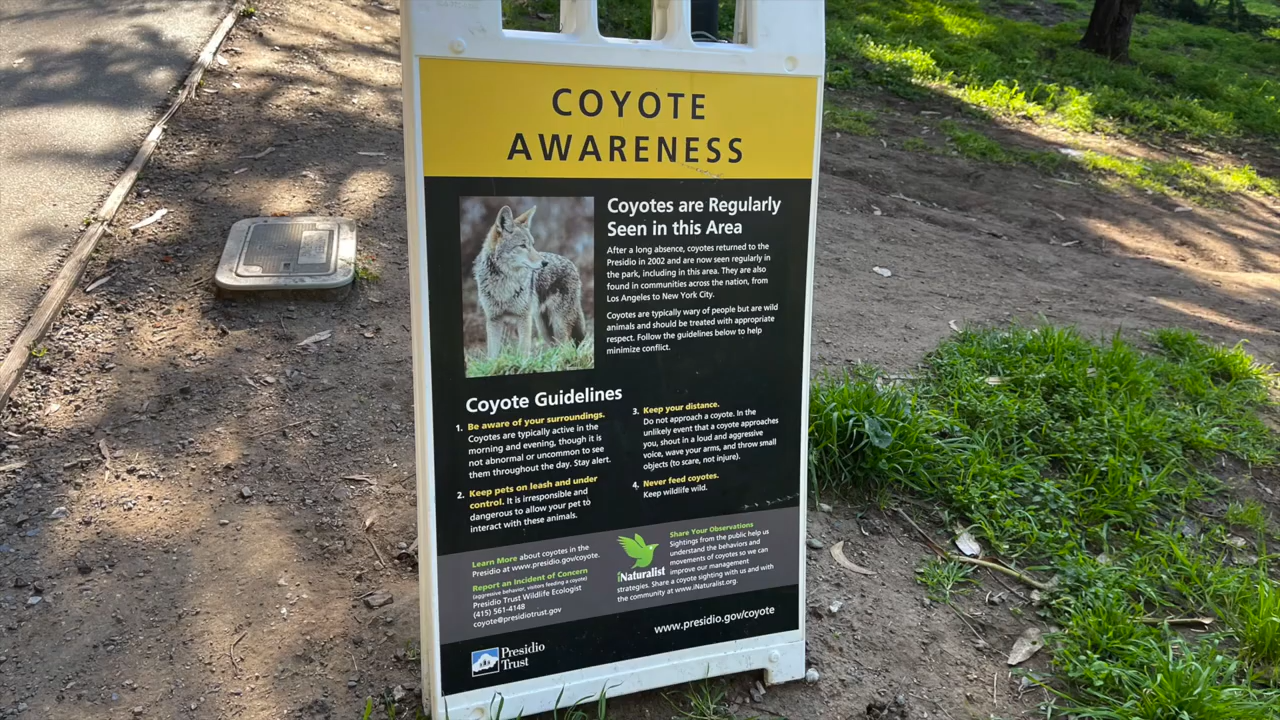 COYOTE
AWARENESS
Coyotes are Regularly
Seen in this Area
After a long absence, coyotes returned to the
Presidio in 2002 and are now seen regularly in
the park, including in this area. They are also
found in communities across the nation, from
Los Angeles to New York City.
Coyotes are typically wary of people but are wild
animals and should be treated with appropriate
respect. Follow the guidelines below to help
minimize conflict.
Coyote Guidelines
1. Be aware of your surroundings.
Coyotes are typically active in the
morning and evening, though it is
not abnormal or uncommon to see
them throughout the day. Stay alert.
2. Keep pets on leash and under
control. It is irresponsible and
dangerous to allow your pet to
interact with these animals.
3. Keep your distance.
Do not approach a coyote. In the
unlikely event that a coyote approaches
you, shout in a loud and aggressive
voice, wave your arms, and throw small
objects (to scare, not injure).
4. Never feed coyotes.
Keep wildlife wild.
Learn More about coyotes in the
Presidio at www.presidio.gov/coyote.
Report an Incident of Concern
(aggressive behavior, visitors feeding a coyote)
Presidio Trust Wildlife Ecologist
(415) 561-4148
coyote@presidiotrust.gov
iNaturalist
Share Your Observations
Sightings from the public help us
understand the behaviors and
movements of coyotes so we can
improve our management
strategies. Share a coyote sighting with us and with
the community at www.iNaturalist.org.
www.presidio.gov/coyote
Presidio
Trust